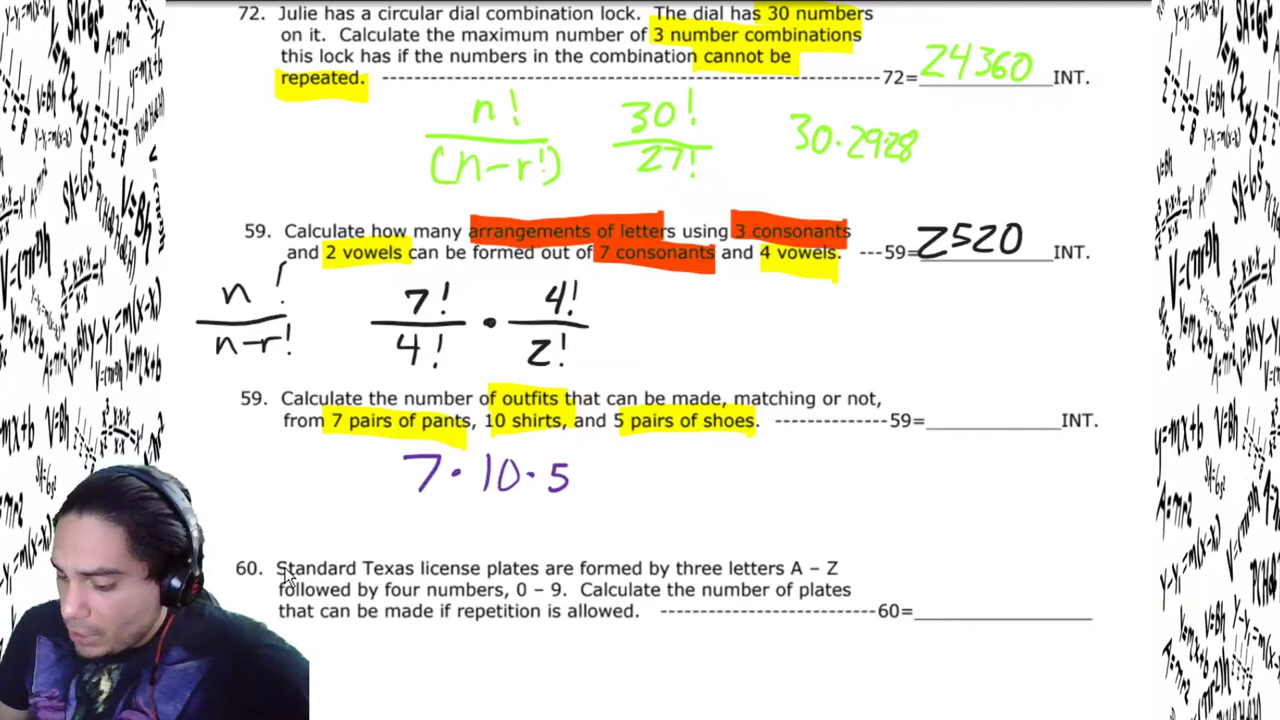 72. Julie has a circular dial combination lock. The dial has 30 numbers
on it. Calculate the maximum number of 3 number combinations
this lock has if the numbers in the combination cannot be
repeated. ------------------------------------------------------------72= 24360 INT.
n! / (n-r!) 30! / 27! 30·29·28
59. Calculate how many arrangements of letters using 3 consonants
and 2 vowels can be formed out of 7 consonants and 4 vowels. ---59= 2520 INT.
n! / n-r! 7! / 4! · 4! / 2!
59. Calculate the number of outfits that can be made, matching or not,
from 7 pairs of pants, 10 shirts, and 5 pairs of shoes. --------------59=____________ INT.
7·10·5
60. Standard Texas license plates are formed by three letters A – Z
followed by four numbers, 0 – 9. Calculate the number of plates
that can be made if repetition is allowed. ---------------------------60=________________